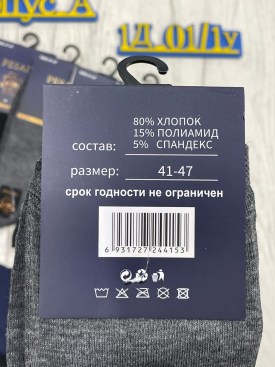 пус А
1Д.01/1у
80% ХЛОПОК
15% ПОЛИАМИД
состав: 5% СПАНДЕКС
размер: 41-47
срок годности не ограничен
6 931727 244153